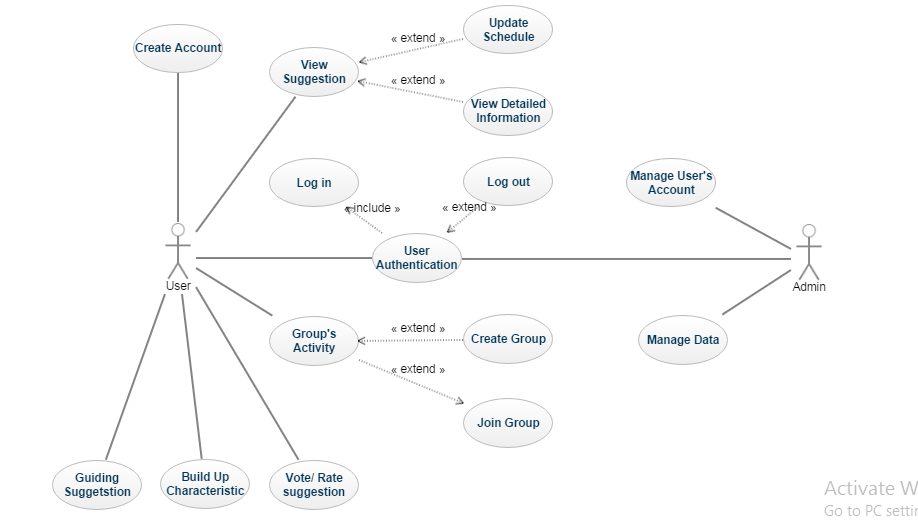 Update
Schedule
Create Account
« extend »
View
Suggestion
« extend »
View Detailed
Information
Log in
Log out
Manage User's
Account
«include »
« extend »
User
Authentication
User
Admin
Group's
Activity
« extend »
Create Group
Manage Data
« extend »
Join Group
Guiding
Suggetstion
Build Up
Characteristic
Vote/ Rate
suggestion
Activate W
Go to PC settin